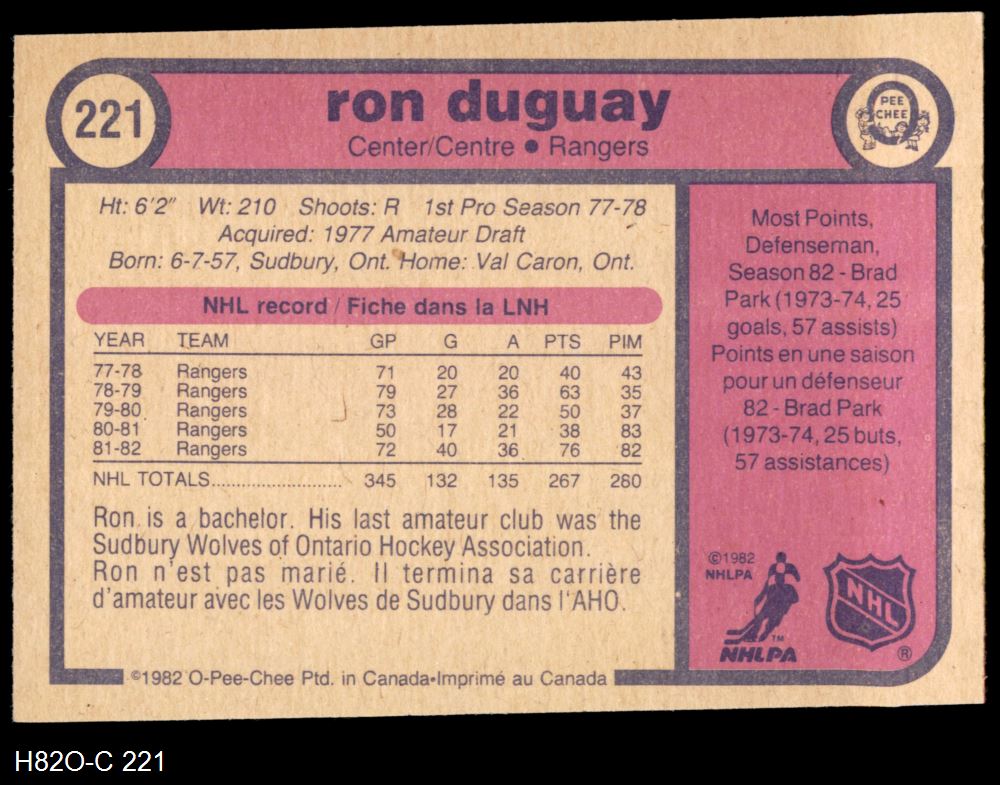 221
ron duguay
Center/Centre ● Rangers
PEE
CHEE
Ht: 6'2" Wt: 210 Shoots: R 1st Pro Season 77-78
Acquired: 1977 Amateur Draft
Born: 6-7-57, Sudbury, Ont. Home: Val Caron, Ont.
NHL record / Fiche dans la LNH
YEAR TEAM GP G A PTS PIM
77-78 Rangers 71 20 20 40 43
78-79 Rangers 79 27 36 63 35
79-80 Rangers 73 28 22 50 37
80-81 Rangers 50 17 21 38 83
81-82 Rangers 72 40 36 76 82
NHL TOTALS........................ 345 132 135 267 280
Ron is a bachelor. His last amateur club was the
Sudbury Wolves of Ontario Hockey Association.
Ron n'est pas marié. Il termina sa carrière
d'amateur avec les Wolves de Sudbury dans l'AHO.
Most Points,
Defenseman,
Season 82 - Brad
Park (1973-74, 25
goals, 57 assists)
Points en une saison
pour un défenseur
82 - Brad Park
(1973-74, 25 buts,
57 assistances)
©1982
NHLPA
TM
NHLPA
NHL
®
©1982 O-Pee-Chee Ptd. in Canada•Imprimé au Canada
H82O-C 221